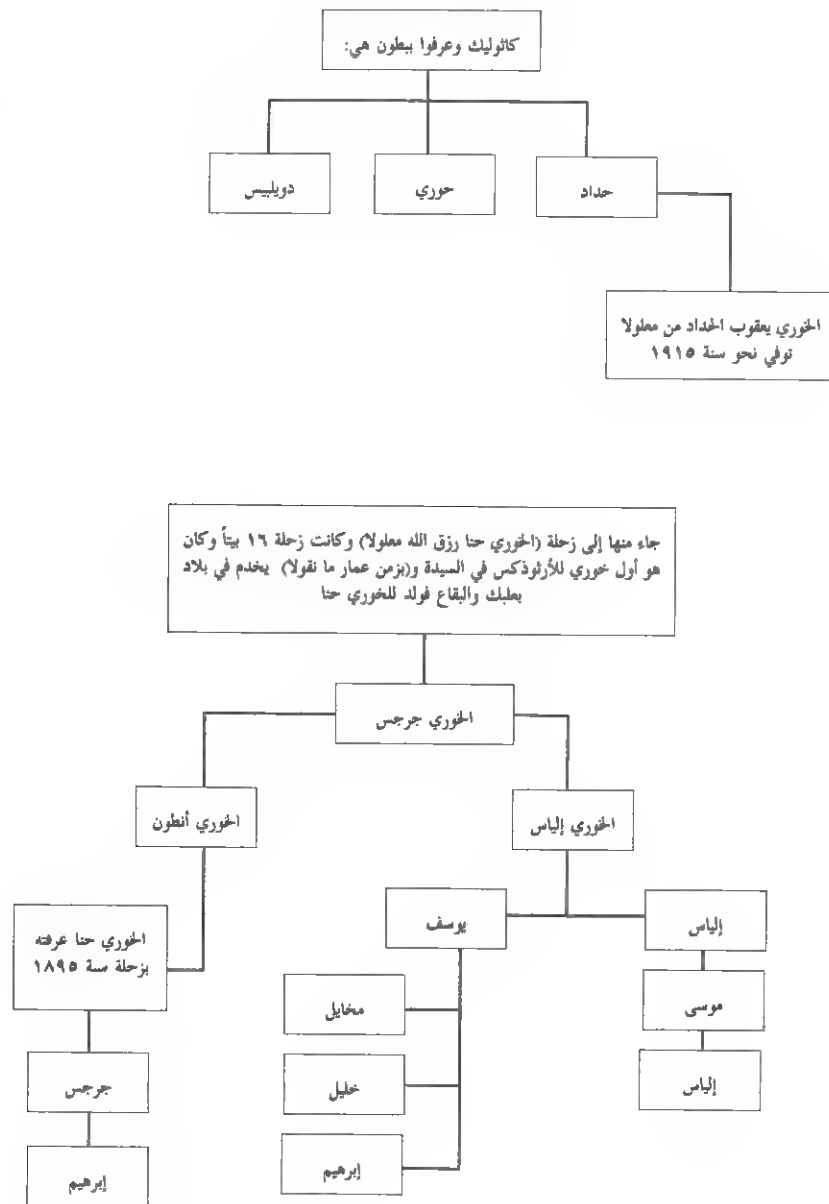 كاثوليك وعرفوا ببطون هي:
حداد
حوري
دويليس
الخوري يعقوب الحداد من معلولا
توفي نحو سنة ١٩١٥
جاء منها إلى زحلة (الخوري حنا رزق الله معلولا) وكانت زحلة ١٦ بيتاً وكان
هو أول خوري للأرثوذكس في السيدة و(بزمن عمار ما نقولا) يخدم في بلاد
بعلبك والبقاع فولد للخوري حنا
الخوري جرجس
الخوري إلياس
الخوري أنطون
إلياس
يوسف
الخوري حنا عرفته
بزحلة سنة ١٨٩٥
موسى
مخايل
جرجس
إلياس
خليل
إبرهيم
إبرهيم